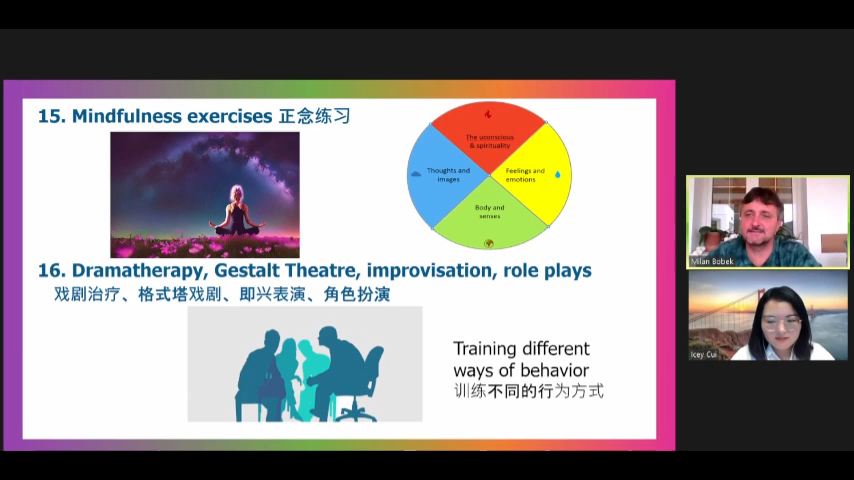 15. Mindfulness exercises 正念练习
The uconscious
& spirituality
Thoughts and
images
Feelings and
emotions
Body and
senses
16. Dramatherapy, Gestalt Theatre, improvisation, role plays
戏剧治疗、格式塔戏剧、即兴表演、角色扮演
Training different
ways of behavior
训练不同的行为方式
Milan Bobek
Icey Cui